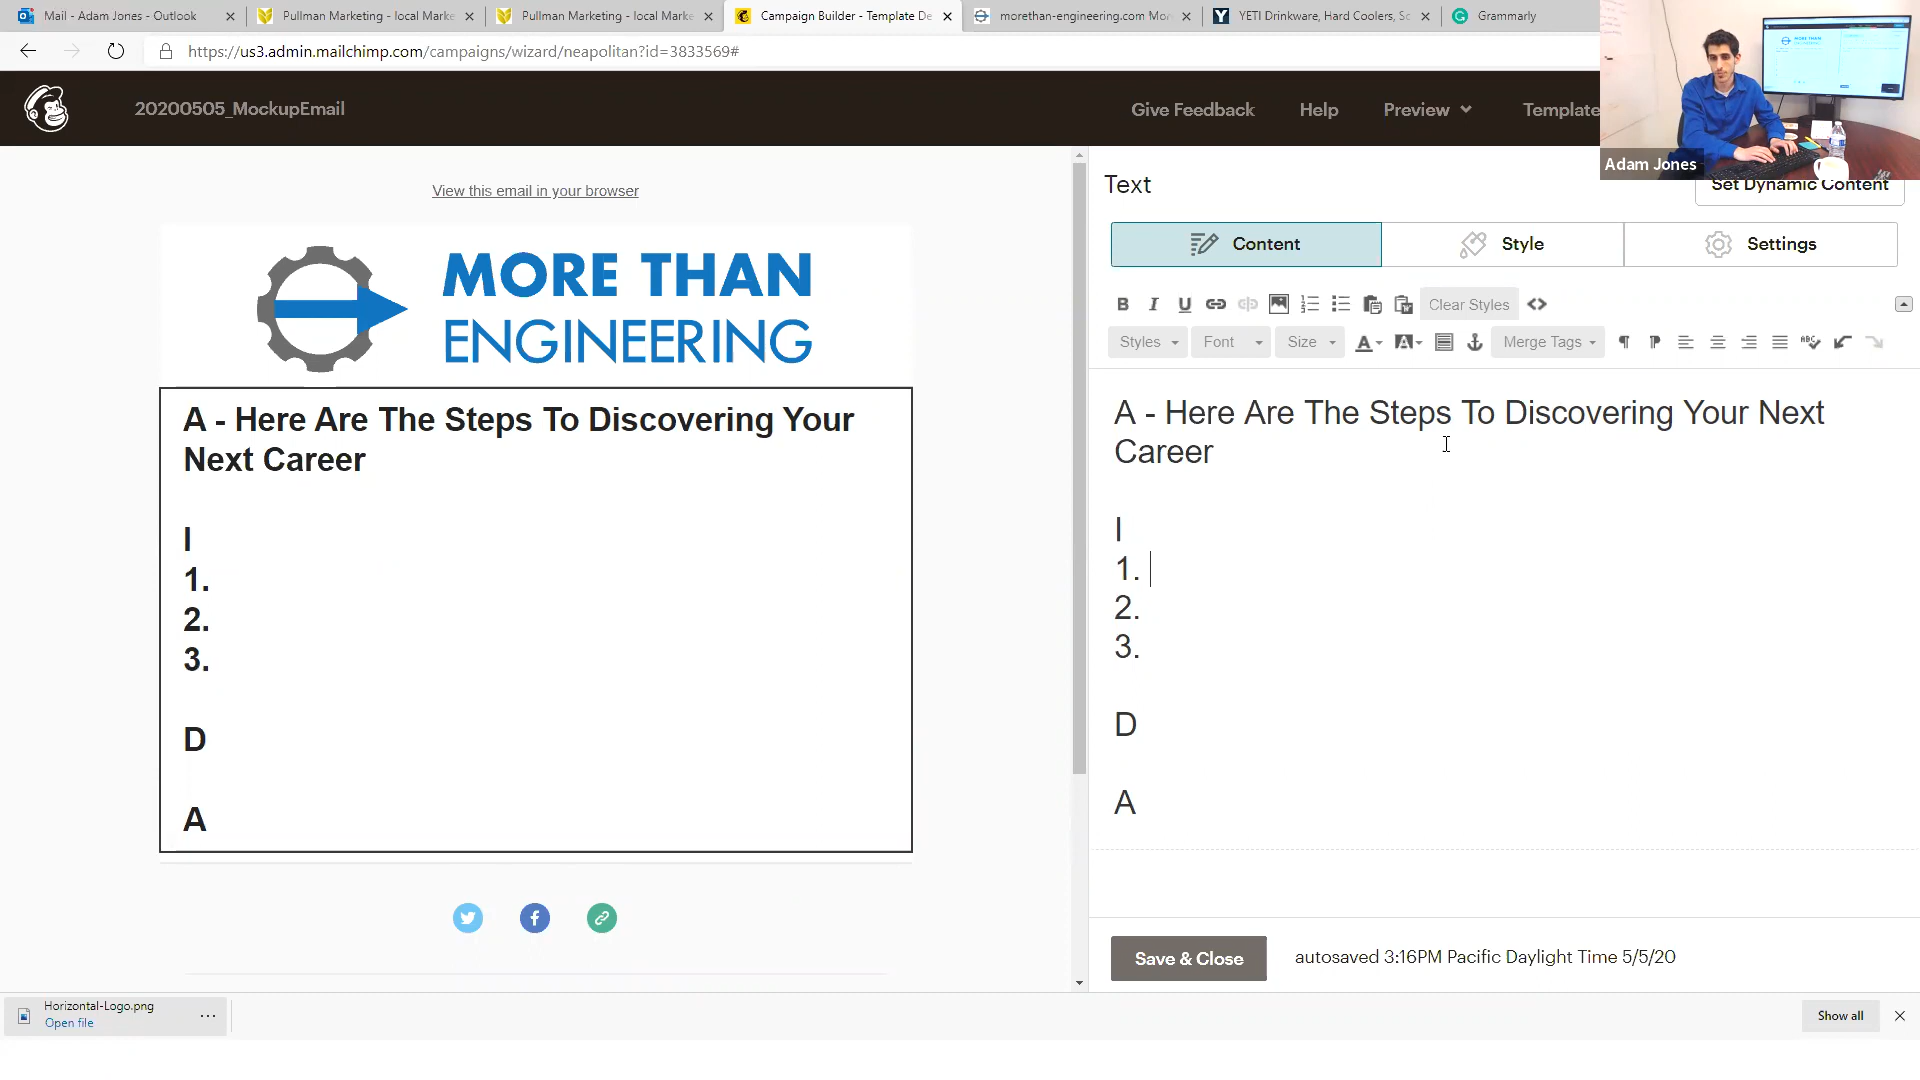 Mail - Adam Jones - Outlook
Pullman Marketing - local Marke
Pullman Marketing - local Marke
Campaign Builder - Template De
morethan-engineering.com Mor
YETI Drinkware, Hard Coolers, So
Grammarly
https://us3.admin.mailchimp.com/campaigns/wizard/neapolitan?id=3833569#
20200505_MockupEmail
Give Feedback
Help
Preview
Template
Adam Jones
View this email in your browser
MORE THAN
ENGINEERING
A - Here Are The Steps To Discovering Your
Next Career
I
1.
2.
3.
D
A
Text
Set Dynamic Content
Content
Style
Settings
B I U
Clear Styles
Styles
Font
Size
A
A
Merge Tags
ABC
A - Here Are The Steps To Discovering Your Next
Career
I
1.
2.
3.
D
A
Save & Close
autosaved 3:16PM Pacific Daylight Time 5/5/20
Horizontal-Logo.png
Open file
Show all